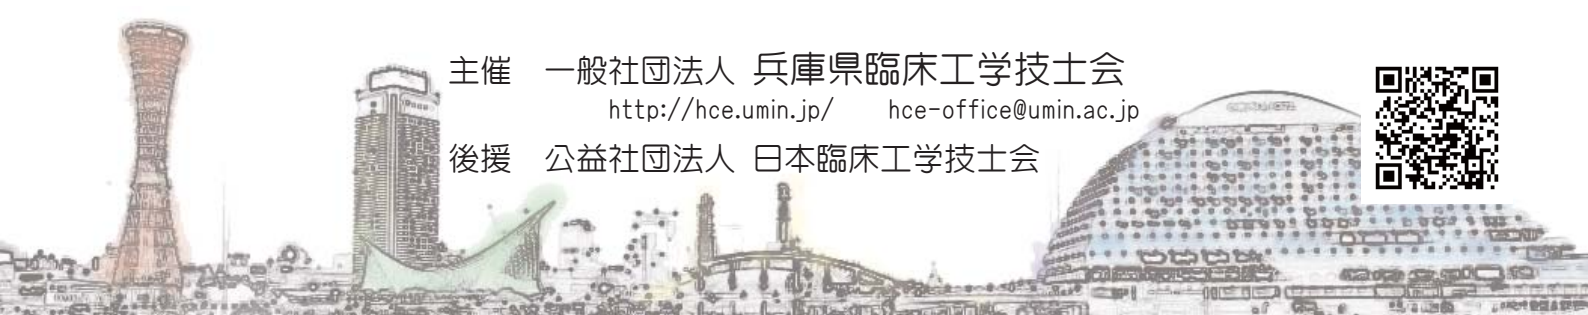 主催　一般社団法人 兵庫県臨床工学技士会
http://hce.umin.jp/　hce-office@umin.ac.jp
後援　公益社団法人 日本臨床工学技士会